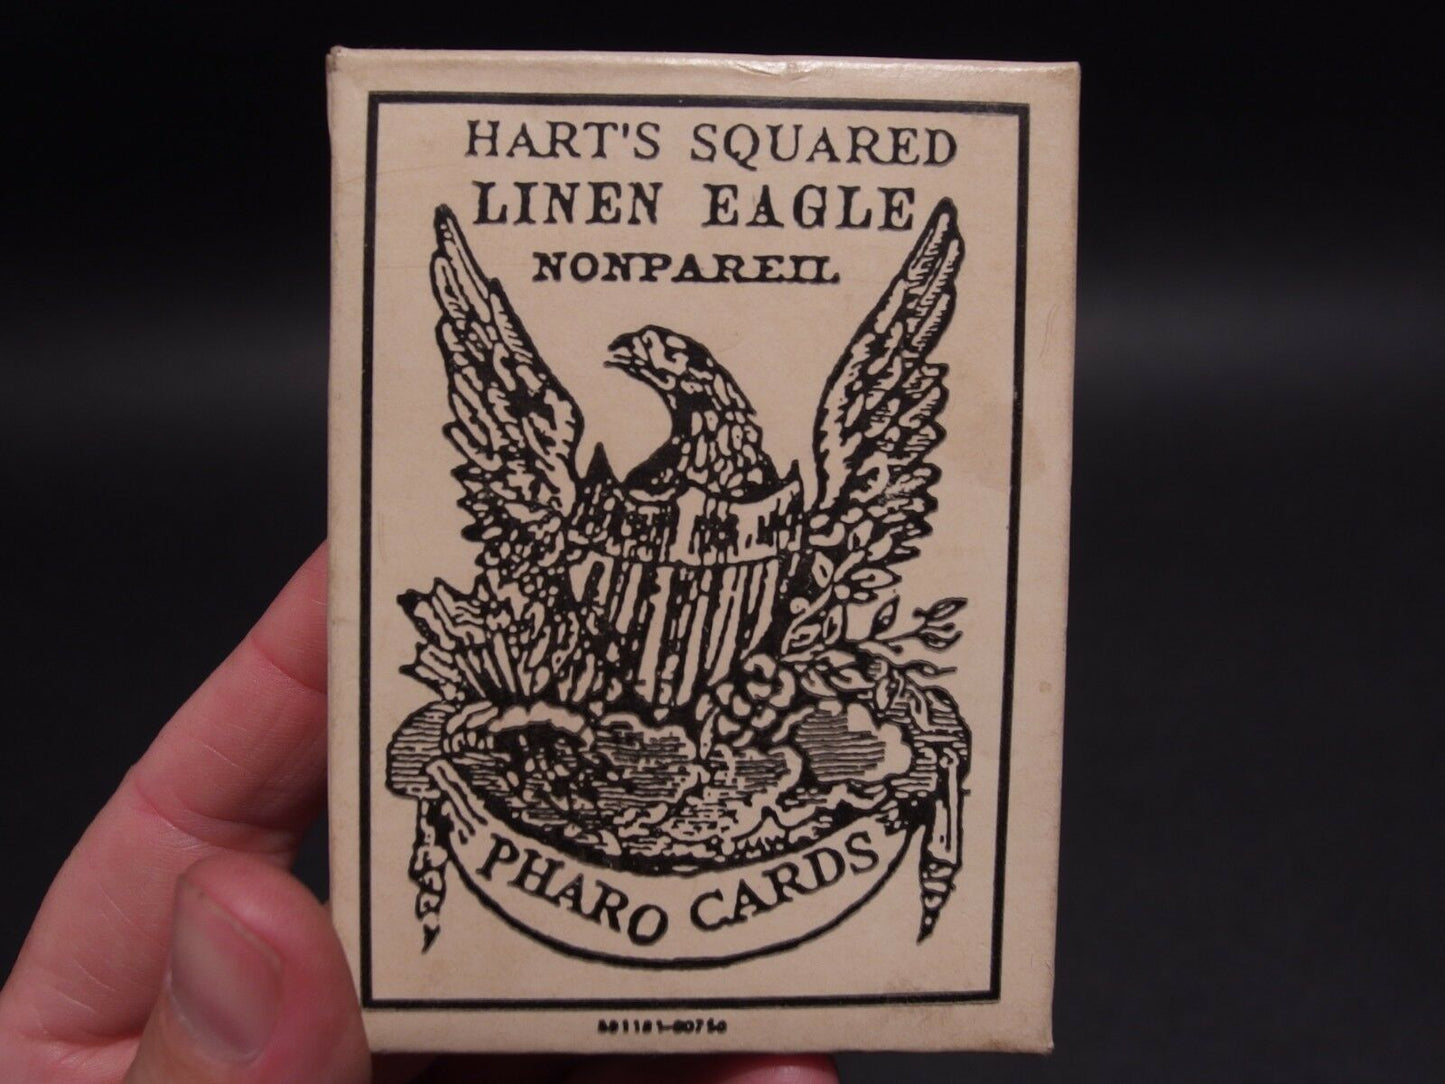 HART'S SQUARED
LINEN EAGLE
NONPAREIL
PHARO CARDS